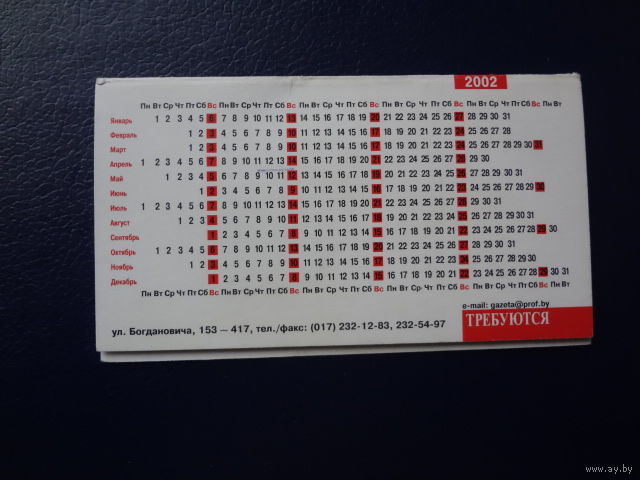 2002
Пн Вт Ср Чт Пт Сб Вс Пн Вт Ср Чт Пт Сб Вс Пн Вт Ср Чт Пт Сб Вс Пн Вт Ср Чт Пт Сб Вс Пн Вт Ср Чт Пт Сб Вс Пн Вт
Январь 1 2 3 4 5 6 7 8 9 10 11 12 13 14 15 16 17 18 19 20 21 22 23 24 25 26 27 28 29 30 31
Февраль 1 2 3 4 5 6 7 8 9 10 11 12 13 14 15 16 17 18 19 20 21 22 23 24 25 26 27 28
Март 1 2 3 4 5 6 7 8 9 10 11 12 13 14 15 16 17 18 19 20 21 22 23 24 25 26 27 28 29 30 31
Апрель 1 2 3 4 5 6 7 8 9 10 11 12 13 14 15 16 17 18 19 20 21 22 23 24 25 26 27 28 29 30
Май 1 2 3 4 5 6 7 8 9 10 11 12 13 14 15 16 17 18 19 20 21 22 23 24 25 26 27 28 29 30 31
Июнь 1 2 3 4 5 6 7 8 9 10 11 12 13 14 15 16 17 18 19 20 21 22 23 24 25 26 27 28 29 30
Июль 1 2 3 4 5 6 7 8 9 10 11 12 13 14 15 16 17 18 19 20 21 22 23 24 25 26 27 28 29 30 31
Август 1 2 3 4 5 6 7 8 9 10 11 12 13 14 15 16 17 18 19 20 21 22 23 24 25 26 27 28 29 30 31
Сентябрь 1 2 3 4 5 6 7 8 9 10 11 12 13 14 15 16 17 18 19 20 21 22 23 24 25 26 27 28 29 30
Октябрь 1 2 3 4 5 6 7 8 9 10 11 12 13 14 15 16 17 18 19 20 21 22 23 24 25 26 27 28 29 30 31
Ноябрь 1 2 3 4 5 6 7 8 9 10 11 12 13 14 15 16 17 18 19 20 21 22 23 24 25 26 27 28 29 30
Декабрь 1 2 3 4 5 6 7 8 9 10 11 12 13 14 15 16 17 18 19 20 21 22 23 24 25 26 27 28 29 30 31
Пн Вт Ср Чт Пт Сб Вс Пн Вт Ср Чт Пт Сб Вс Пн Вт Ср Чт Пт Сб Вс Пн Вт Ср Чт Пт Сб Вс Пн Вт Ср Чт Пт Сб Вс Пн Вт
e-mail: gazeta@prof.by
ул. Богдановича, 153 — 417, тел./факс: (017) 232-12-83, 232-54-97
ТРЕБУЮТСЯ
www.ay.by